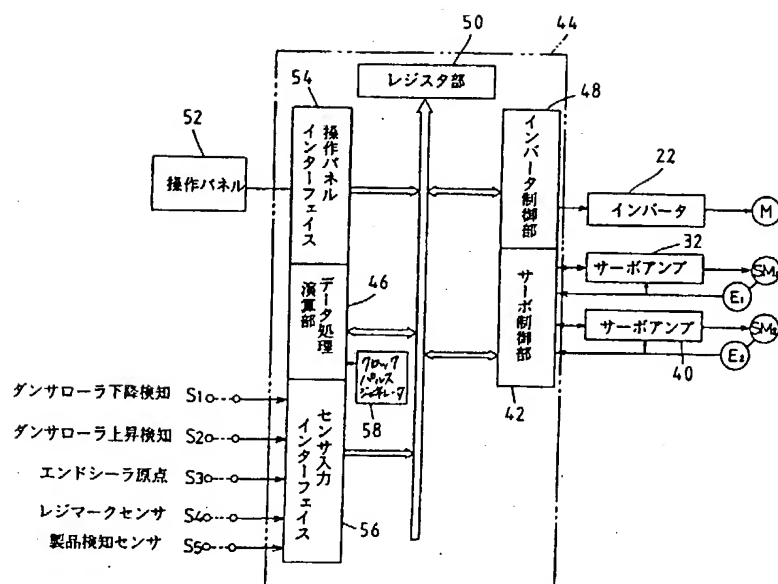 50
44
レジスタ部
54
48
52
操作パネル
操作パネル
インターフェイス
インバータ制御部
22
インバータ
M
32
サーボアンプ
SM1
E1
データ処理
演算部
46
サーボ制御部
サーボアンプ
SM2
E2
40
42
クロック
パルス
ジェネレータ
58
センサ入力
インターフェイス
56
ダンサローラ下降検知 S1
ダンサローラ上昇検知 S2
エンドシーラ原点 S3
レジマークセンサ S4
製品検知センサ S5